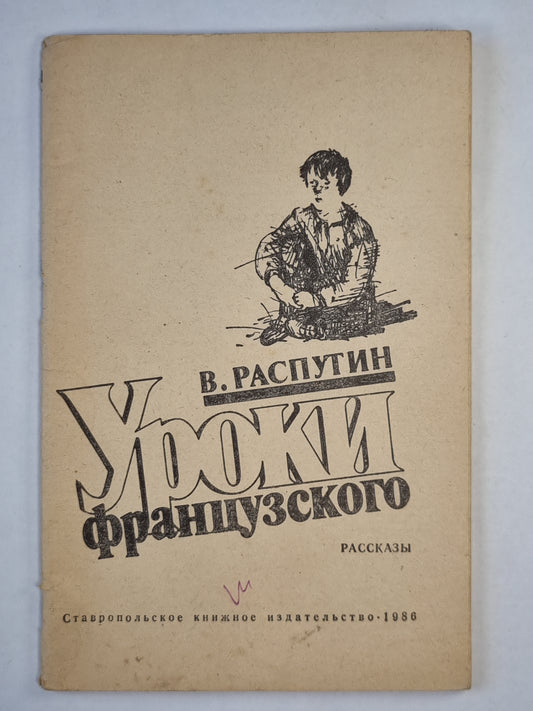 В. РАСПУТИН
Уроки
французского
РАССКАЗЫ
Ставропольское книжное издательство · 1986